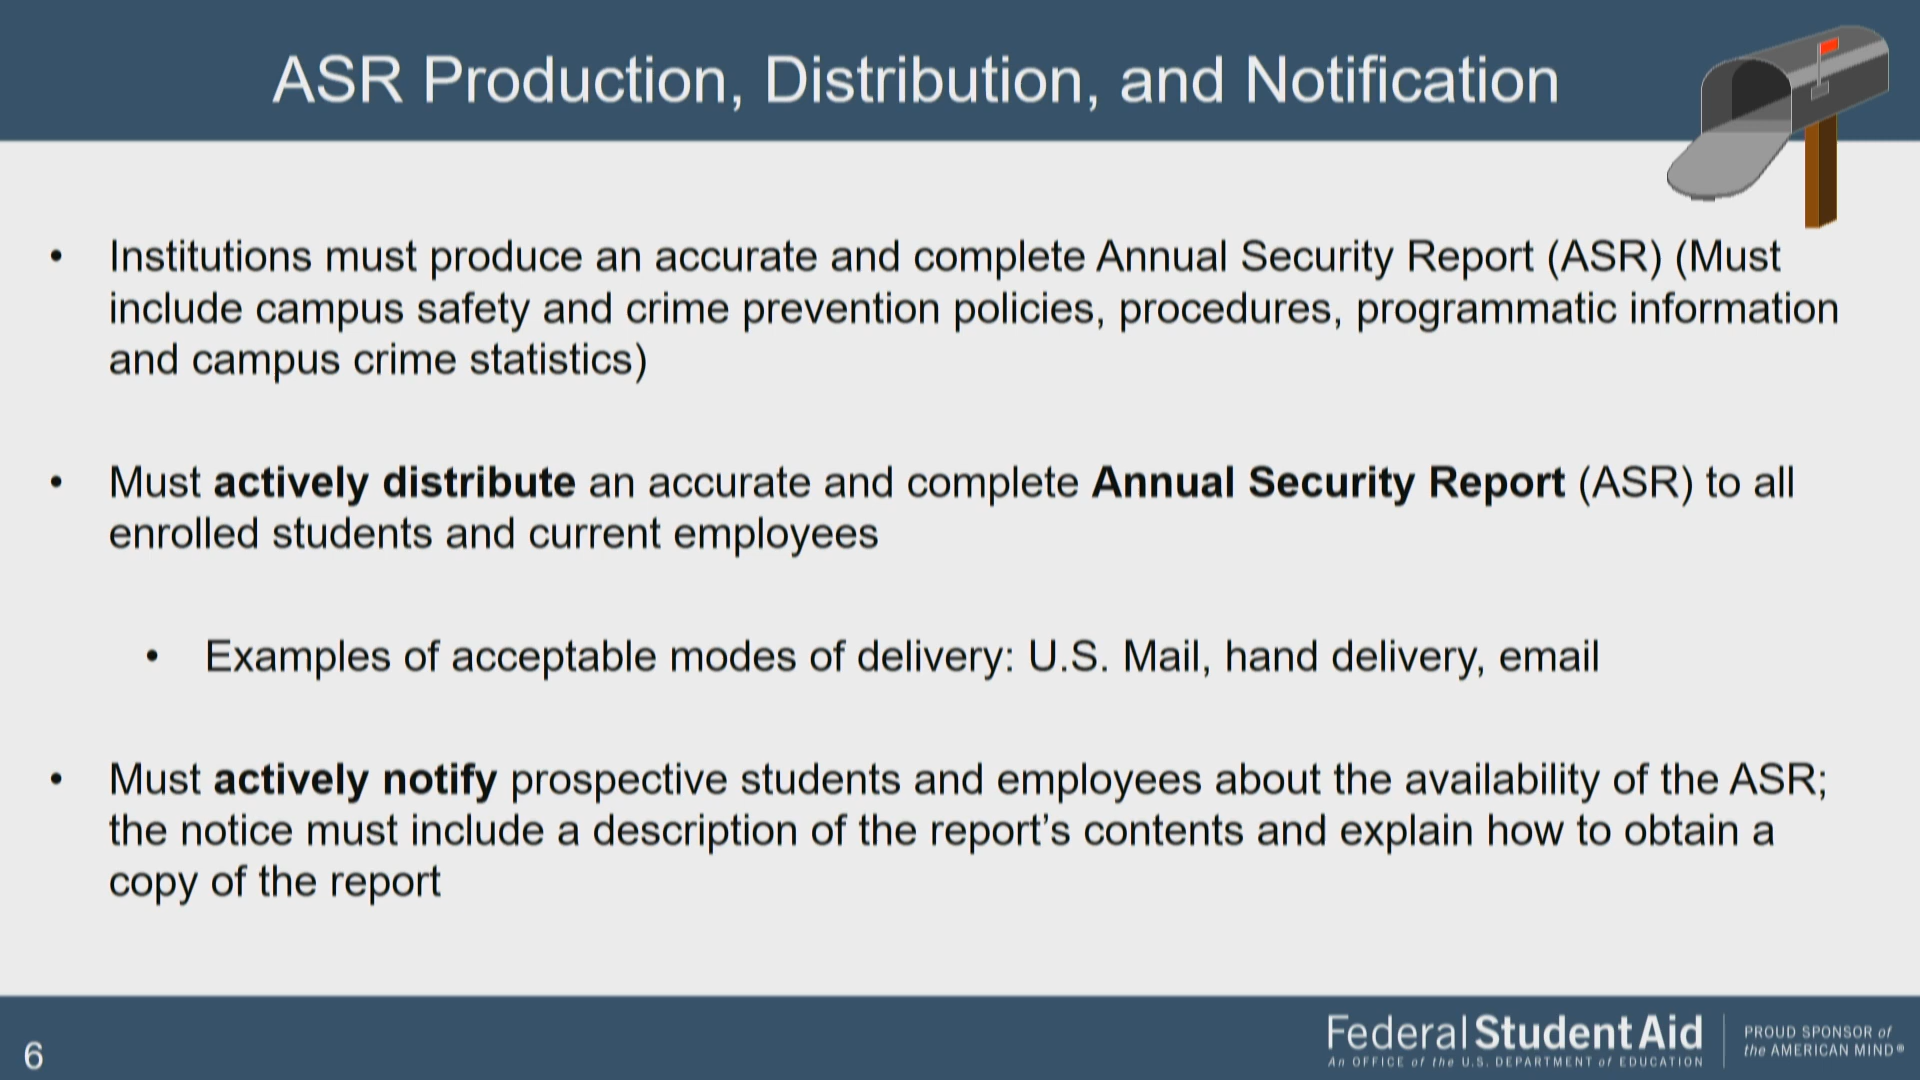 ASR Production, Distribution, and Notification
• Institutions must produce an accurate and complete Annual Security Report (ASR) (Must
include campus safety and crime prevention policies, procedures, programmatic information
and campus crime statistics)
• Must actively distribute an accurate and complete Annual Security Report (ASR) to all
enrolled students and current employees
• Examples of acceptable modes of delivery: U.S. Mail, hand delivery, email
• Must actively notify prospective students and employees about the availability of the ASR;
the notice must include a description of the report’s contents and explain how to obtain a
copy of the report
6
Federal Student Aid
An OFFICE of the U.S. DEPARTMENT of EDUCATION
PROUD SPONSOR of
the AMERICAN MIND®